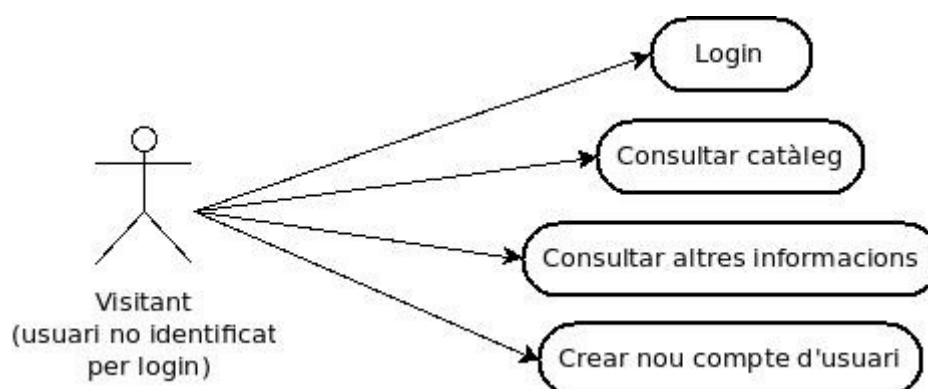 Login
Consultar catàleg
Consultar altres informacions
Crear nou compte d'usuari
Visitant
(usuari no identificat
per login)